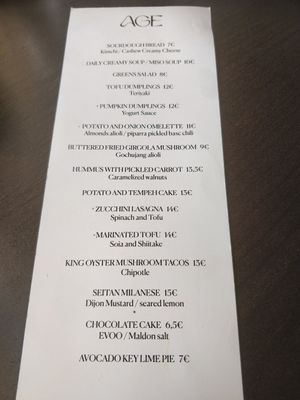 AGE
SOURDOUGH BREAD 7€
Kimchi / Cashew Creamy Cheese
DAILY CREAMY SOUP / MISO SOUP 10€
GREENS SALAD 8€
TOFU DUMPLINGS 12€
Teriyaki
* PUMPKIN DUMPLINGS 12€
Yogurt Sauce
* POTATO AND ONION OMELETTE 11€
Almonds alioli / piparra pickled basc chili
BUTTERED FRIED GIRGOLA MUSHROOM 9€
Gochujang alioli
HUMMUS WITH PICKLED CARROT 13,5€
Caramelized walnuts
POTATO AND TEMPEH CAKE 13€
* ZUCCHINI LASAGNA 14€
Spinach and Tofu
* MARINATED TOFU 14€
Soia and Shiitake
KING OYSTER MUSHROOM TACOS 15€
Chipotle
SEITAN MILANESE 15€
Dijon Mustard / seared lemon
*
CHOCOLATE CAKE 6,5€
EVOO / Maldon salt
AVOCADO KEY LIME PIE 7€